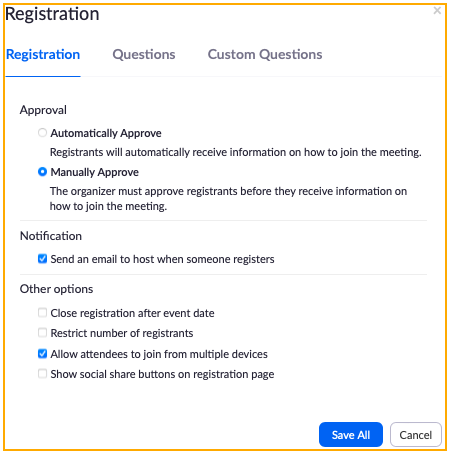 Registration
Registration Questions Custom Questions
Approval
Automatically Approve
Registrants will automatically receive information on how to join the meeting.
Manually Approve
The organizer must approve registrants before they receive information on
how to join the meeting.
Notification
Send an email to host when someone registers
Other options
Close registration after event date
Restrict number of registrants
Allow attendees to join from multiple devices
Show social share buttons on registration page
Save All Cancel